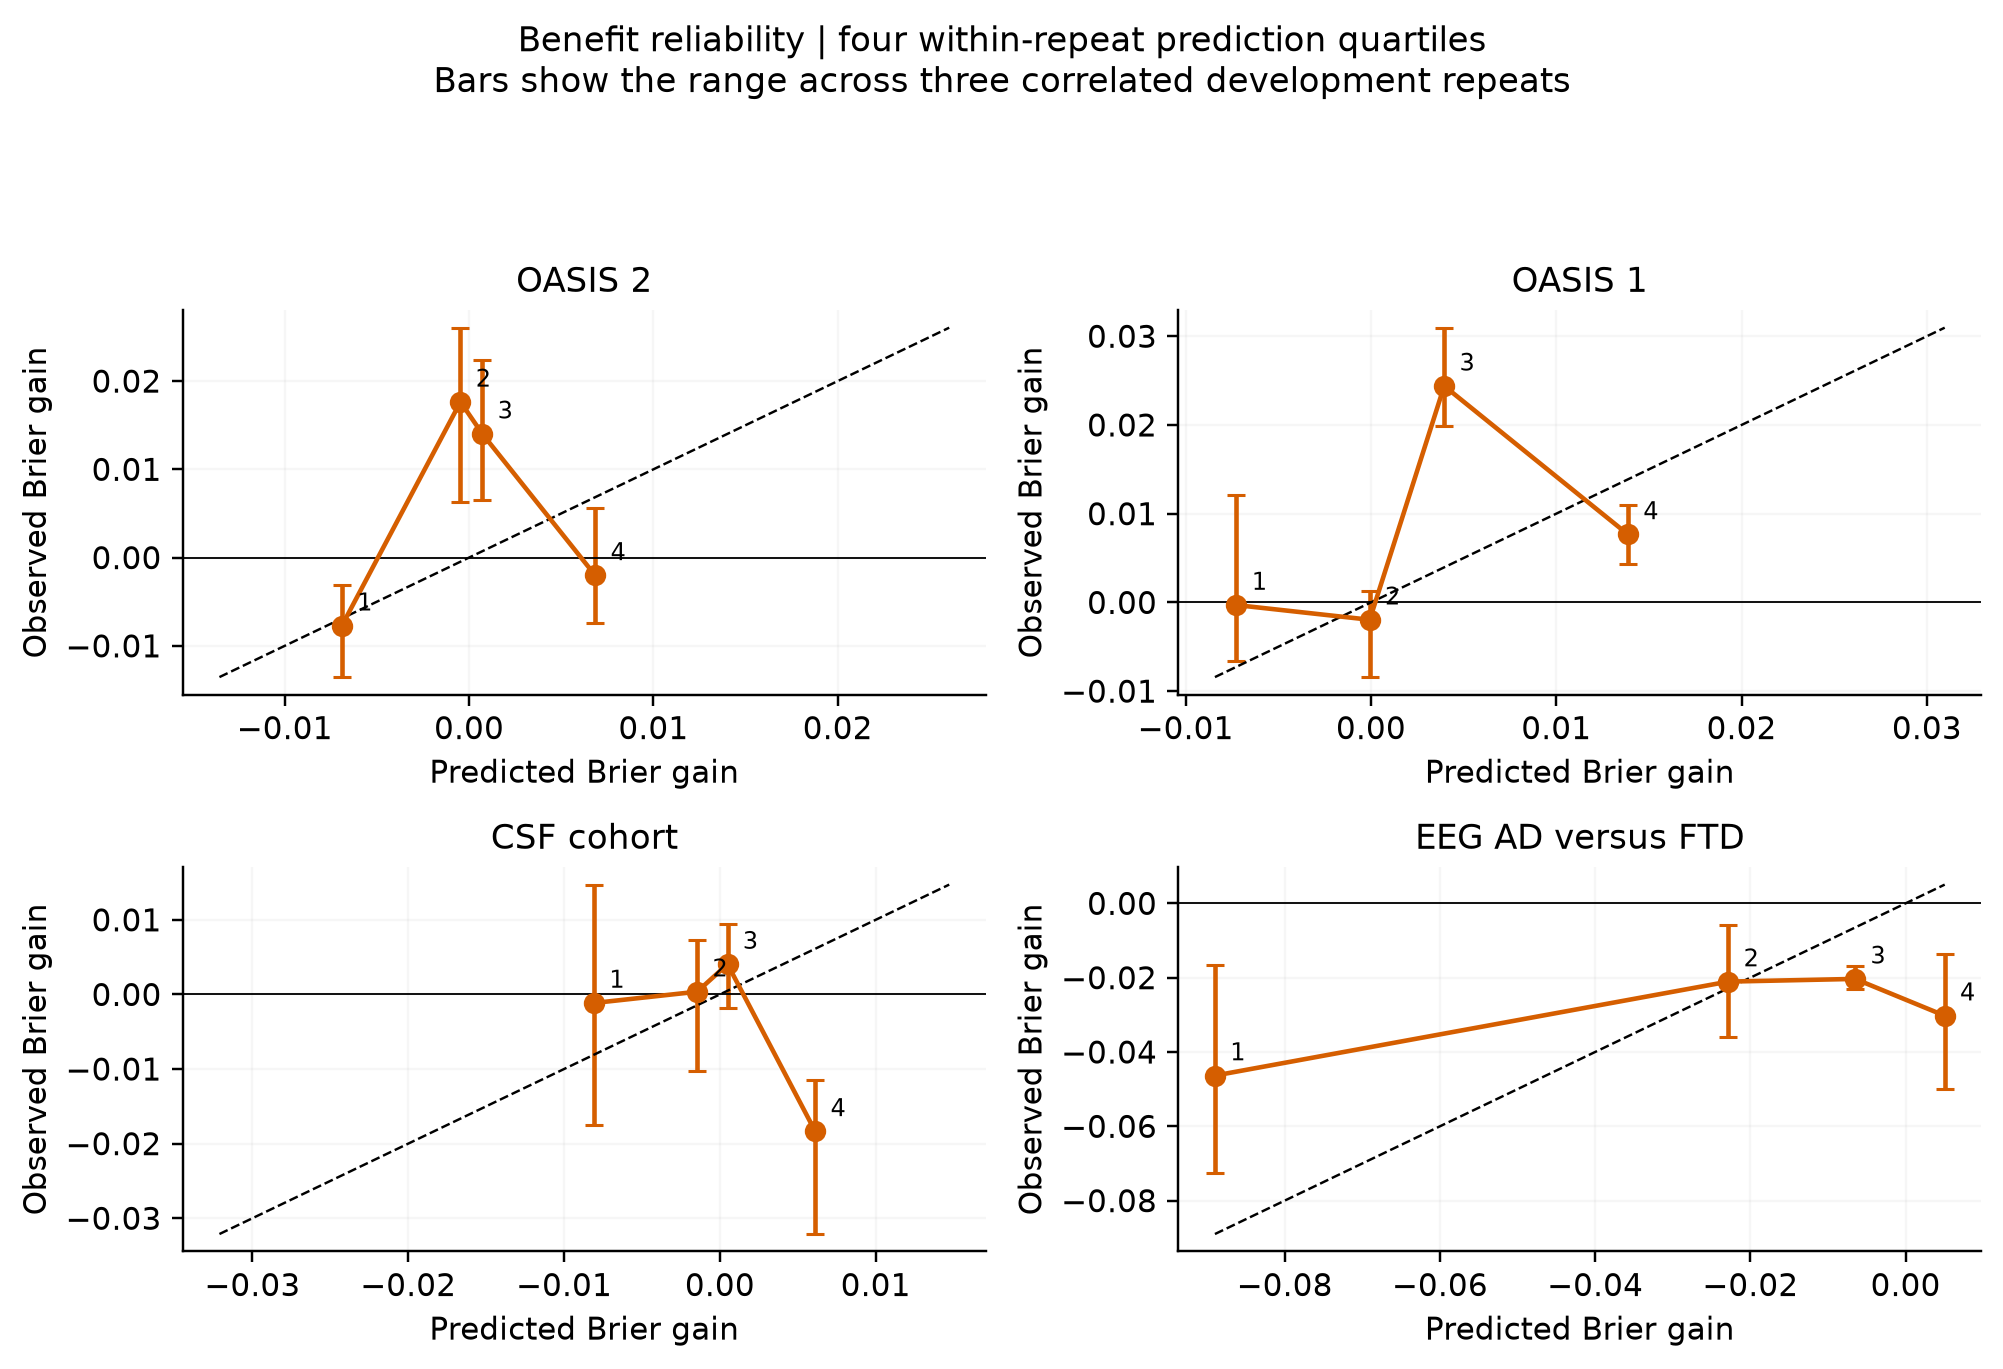 Benefit reliability | four within-repeat prediction quartiles
Bars show the range across three correlated development repeats
OASIS 2
Observed Brier gain
0.02
0.01
0.00
−0.01
1
2
3
4
−0.01 0.00 0.01 0.02
Predicted Brier gain
OASIS 1
Observed Brier gain
0.03
0.02
0.01
0.00
−0.01
1
2
3
4
−0.01 0.00 0.01 0.02 0.03
Predicted Brier gain
CSF cohort
Observed Brier gain
0.01
0.00
−0.01
−0.02
−0.03
1
2
3
4
−0.03 −0.02 −0.01 0.00 0.01
Predicted Brier gain
EEG AD versus FTD
Observed Brier gain
0.00
−0.02
−0.04
−0.06
−0.08
1
2
3
4
−0.08 −0.06 −0.04 −0.02 0.00
Predicted Brier gain